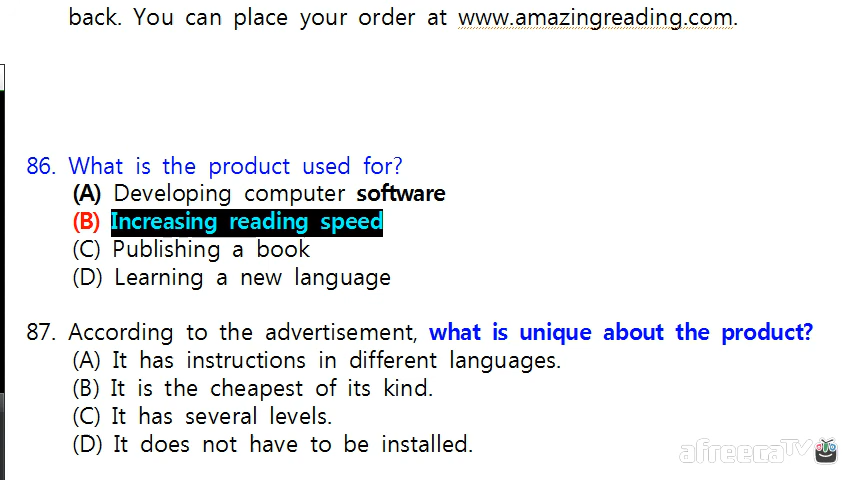 back. You can place your order at www.amazingreading.com.
86. What is the product used for?
(A) Developing computer software
(B) Increasing reading speed
(C) Publishing a book
(D) Learning a new language
87. According to the advertisement, what is unique about the product?
(A) It has instructions in different languages.
(B) It is the cheapest of its kind.
(C) It has several levels.
(D) It does not have to be installed.
afreecaTV